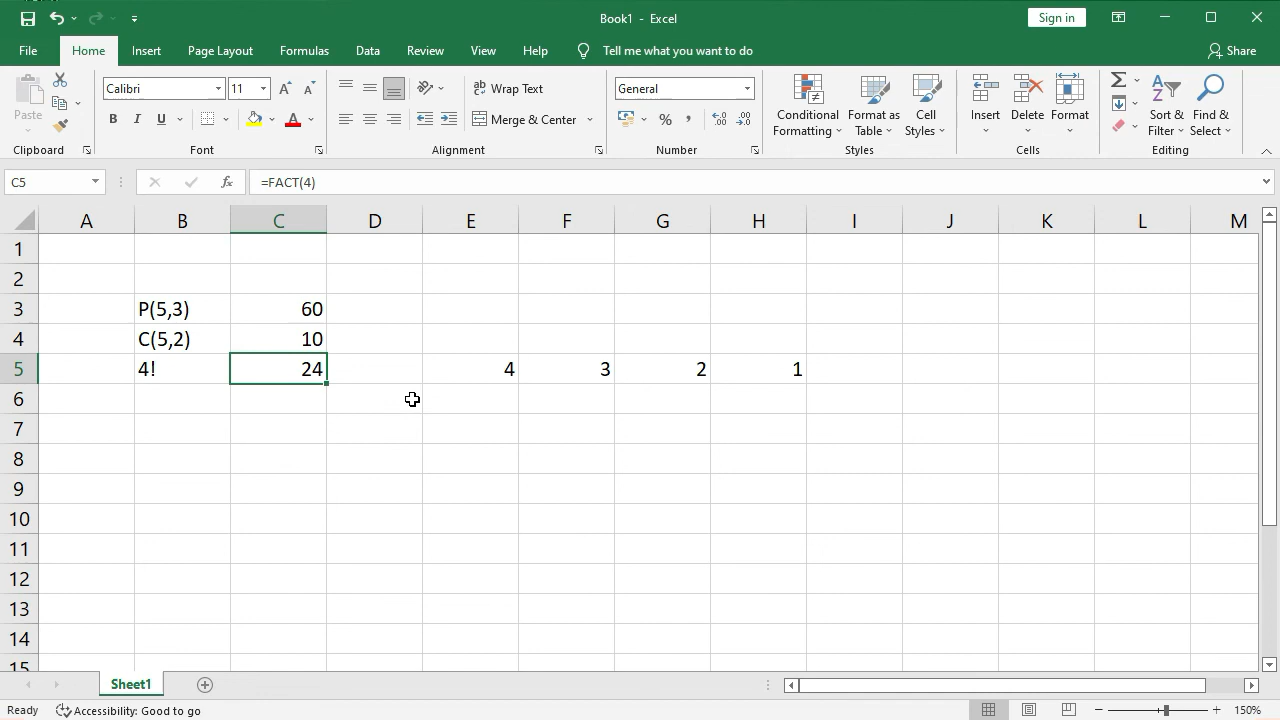 Book1 - Excel
Sign in
File Home Insert Page Layout Formulas Data Review View Help Tell me what you want to do Share
Paste
Calibri 11
B I U A
ab Wrap Text
Merge & Center
General
% ,
Conditional Formatting
Format as Table
Cell Styles
Insert Delete Format
Sort & Filter
Find & Select
Clipboard Font Alignment Number Styles Cells Editing
C5 fx =FACT(4)
A B C D E F G H I J K L M
1
2
3 P(5,3) 60
4 C(5,2) 10
5 4! 24 4 3 2 1
6
7
8
9
10
11
12
13
14
15
Sheet1
Ready Accessibility: Good to go 150%